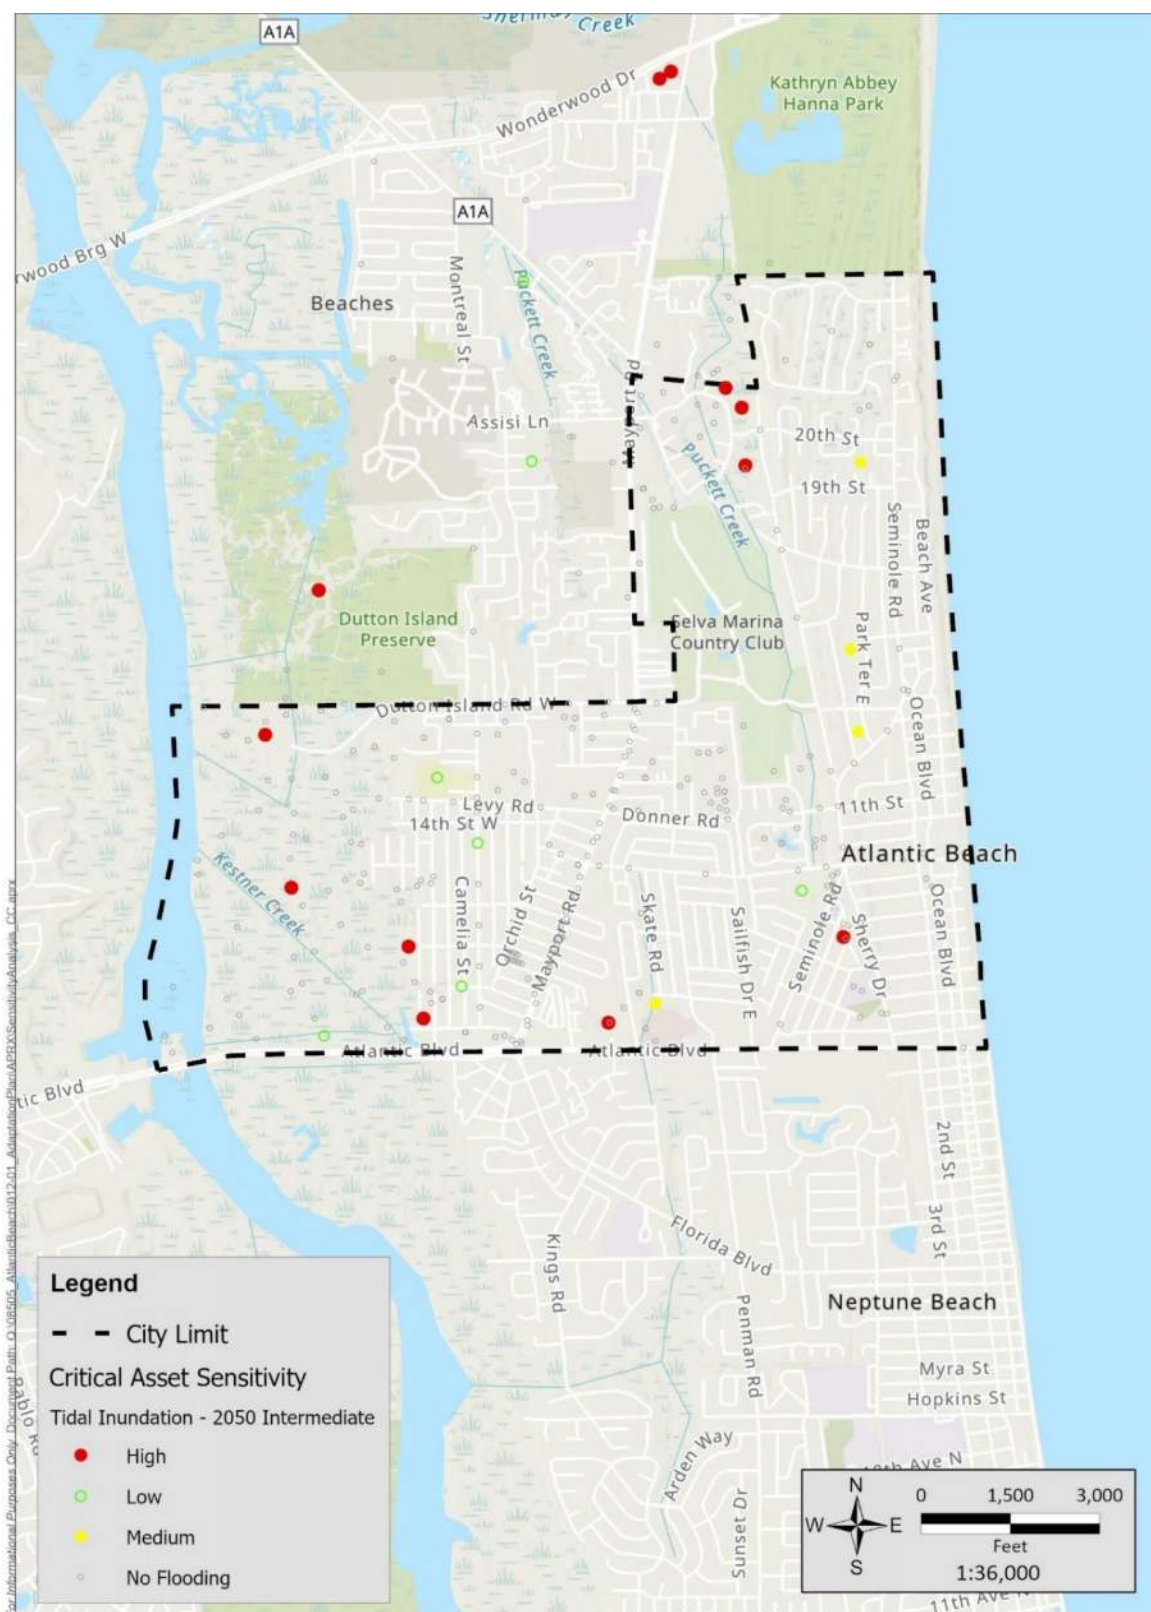 Sherman
Creek
A1A
Wonderwood Dr
Kathryn Abbey
Hanna Park
A1A
rwood Brg W
Montreal St
Puckett Creek
Beaches
Mayport Rd
Assisi Ln
20th St
Puckett Creek
19th St
Seminole Rd
Beach Ave
Dutton Island
Preserve
Selva Marina
Country Club
Park Ter E
Dutton Island Rd W
Ocean Blvd
Levy Rd
14th St W
Donner Rd
11th St
Atlantic Beach
Kestner Creek
Camelia St
Orchid St
Mayport Rd
Skate Rd
Sailfish Dr E
Seminole Rd
Sherry Dr
Ocean Blvd
Atlantic Blvd
Atlantic Blvd
tic Blvd
2nd St
3rd St
Florida Blvd
Kings Rd
Neptune Beach
Penman Rd
Myra St
Hopkins St
Arden Way
18th Ave N
Sunset Dr
11th Ave N
Pablo Rd
Legend
City Limit
Critical Asset Sensitivity
Tidal Inundation - 2050 Intermediate
High
Low
Medium
No Flooding
N
W E
S
0 1,500 3,000
Feet
1:36,000